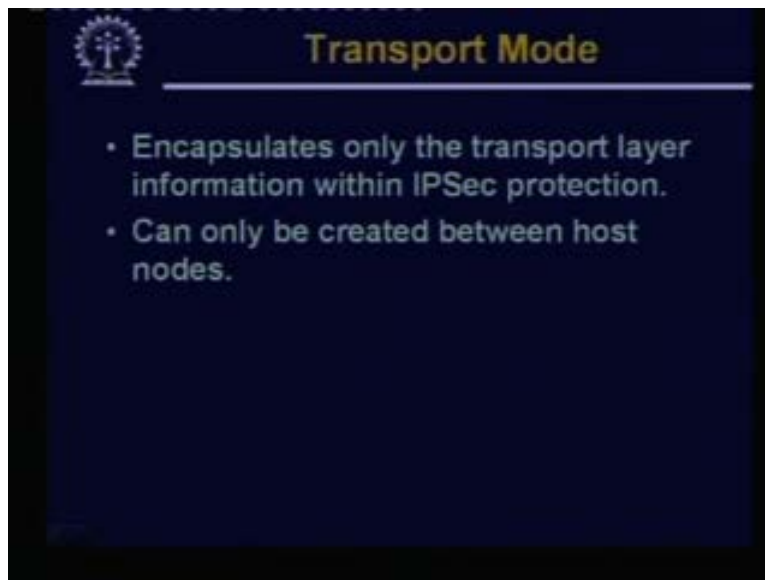 Transport Mode
• Encapsulates only the transport layer
information within IPSec protection.
• Can only be created between host
nodes.